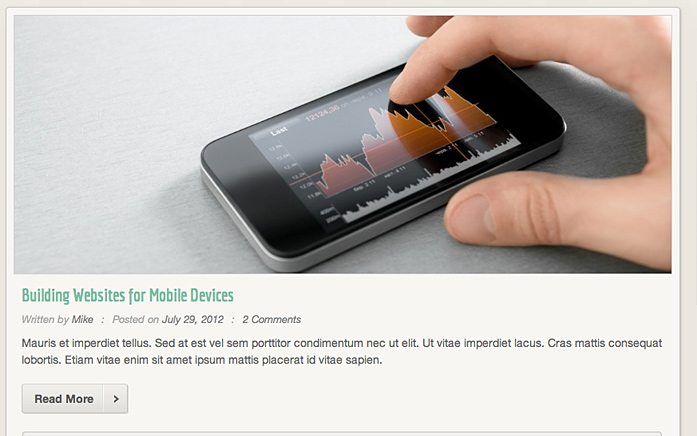 Last 12124.36
Building Websites for Mobile Devices
Written by Mike : Posted on July 29, 2012 : 2 Comments
Mauris et imperdiet tellus. Sed at est vel sem porttitor condimentum nec ut elit. Ut vitae imperdiet lacus. Cras mattis consequat
lobortis. Etiam vitae enim sit amet ipsum mattis placerat id vitae sapien.
Read More >